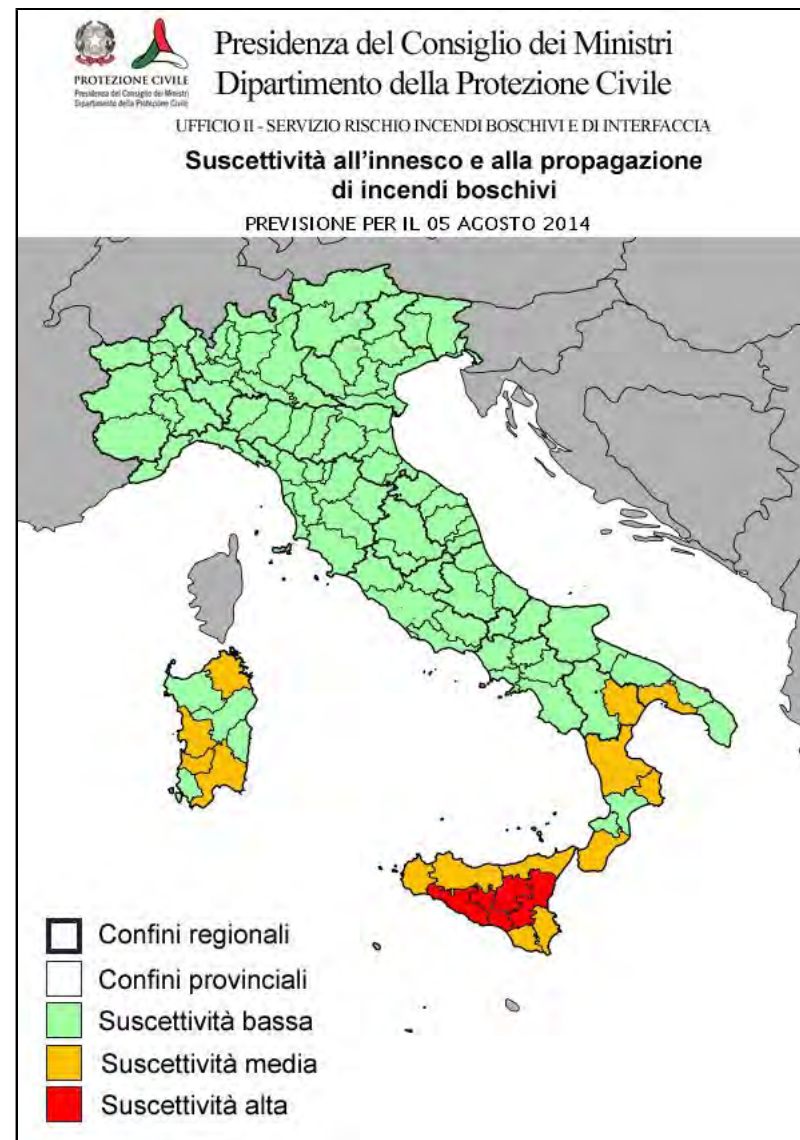 PROTEZIONE CIVILE
Presidenza del Consiglio dei Ministri
Dipartimento della Protezione Civile
Presidenza del Consiglio dei Ministri
Dipartimento della Protezione Civile
UFFICIO II - SERVIZIO RISCHIO INCENDI BOSCHIVI E DI INTERFACCIA
Suscettività all'innesco e alla propagazione
di incendi boschivi
PREVISIONE PER IL 05 AGOSTO 2014
Confini regionali
Confini provinciali
Suscettività bassa
Suscettività media
Suscettività alta